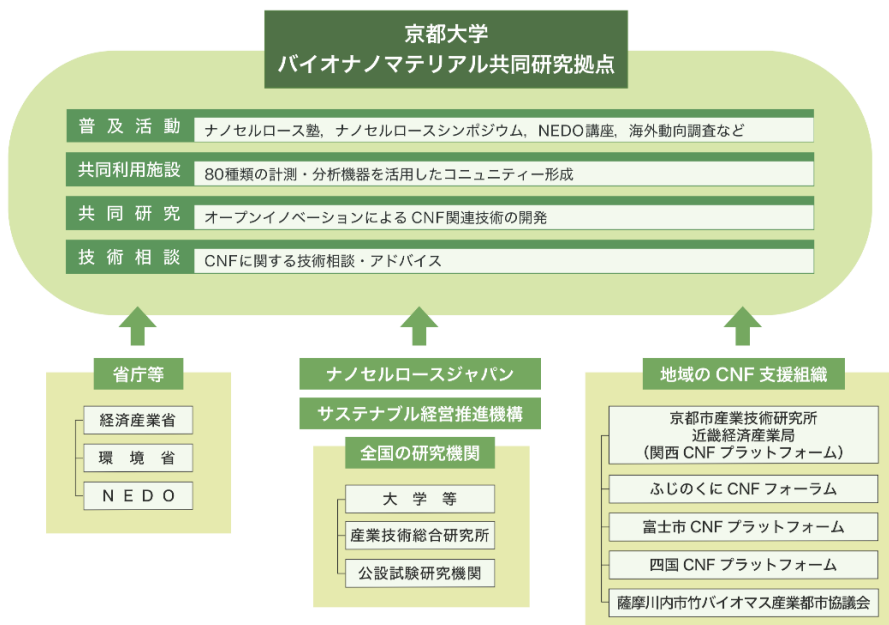 京都大学
バイオナノマテリアル共同研究拠点
普及活動 ナノセルロース塾，ナノセルロースシンポジウム，NEDO講座，海外動向調査など
共同利用施設 80種類の計測・分析機器を活用したコニュニティー形成
共同研究 オープンイノベーションによるCNF関連技術の開発
技術相談 CNFに関する技術相談・アドバイス
省庁等
経済産業省
環境省
NEDO
ナノセルロースジャパン
サステナブル経営推進機構
全国の研究機関
大学等
産業技術総合研究所
公設試験研究機関
地域のCNF支援組織
京都市産業技術研究所
近畿経済産業局
（関西CNFプラットフォーム）
ふじのくにCNFフォーラム
富士市CNFプラットフォーム
四国CNFプラットフォーム
薩摩川内市竹バイオマス産業都市協議会